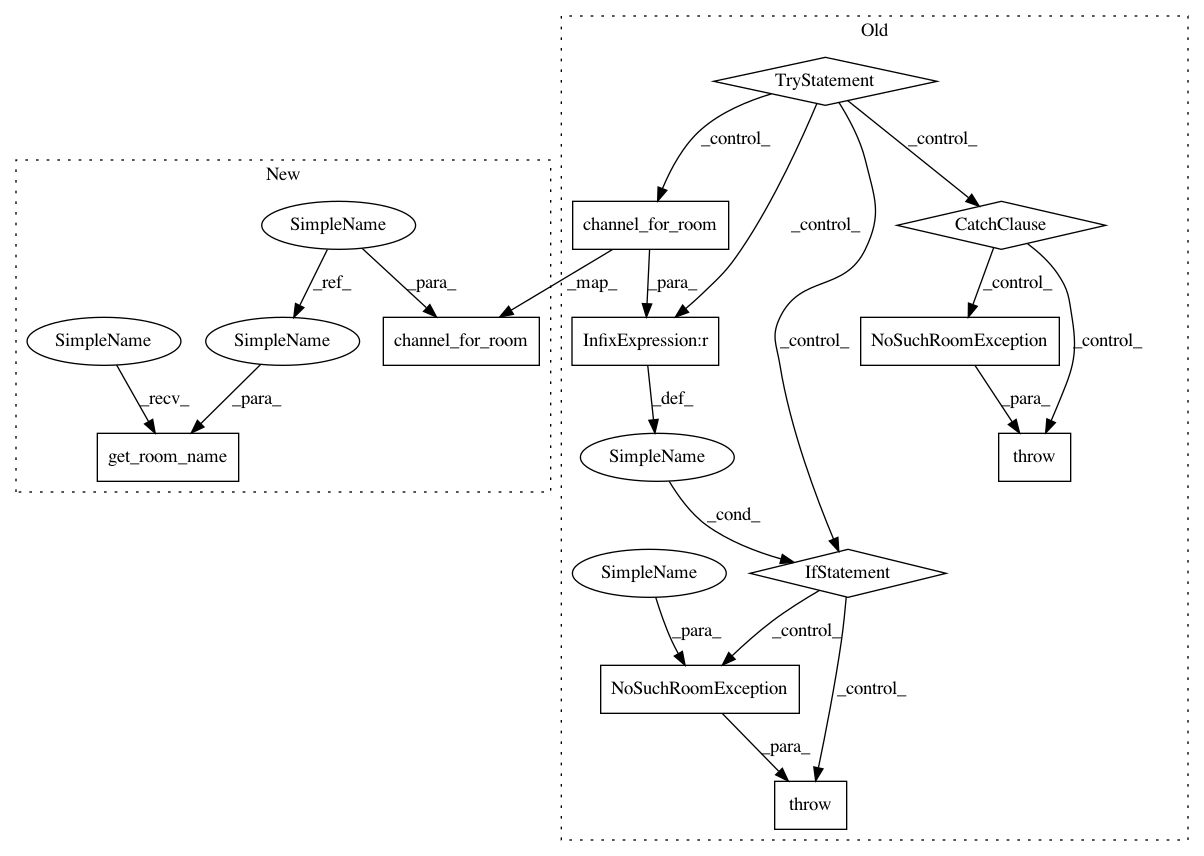 Old
TryStatement
_control_
_control_
New
SimpleName
channel_for_room
_control_
CatchClause
_ref_
_para_
_map_
_para_
_control_
SimpleName
SimpleName
channel_for_room
InfixExpression:r
_control_
NoSuchRoomException
_control_
_recv_
_para_
_def_
_para_
get_room_name
SimpleName
throw
_cond_
SimpleName
IfStatement
_para_
_control_
NoSuchRoomException
_control_
_para_
throw